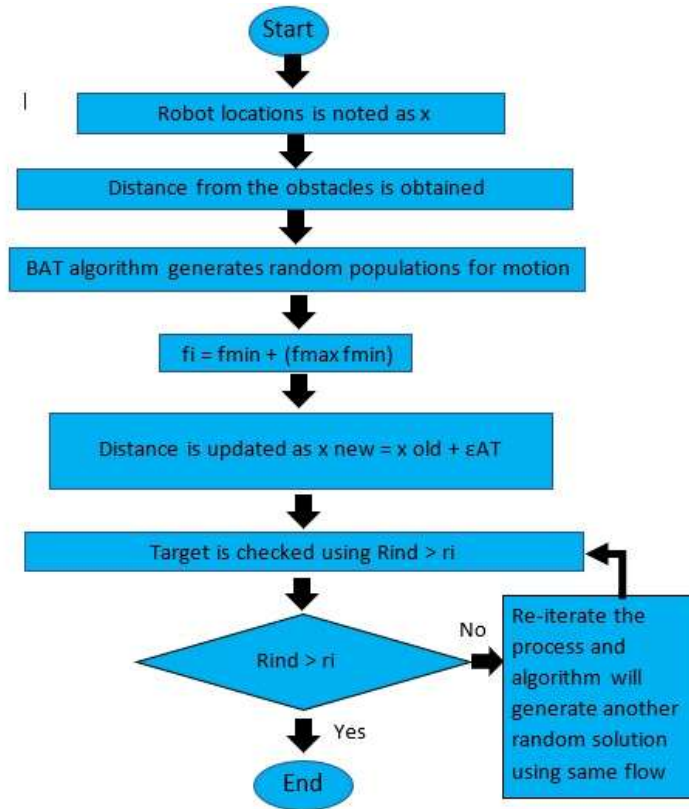 Start
|
Robot locations is noted as x
Distance from the obstacles is obtained
BAT algorithm generates random populations for motion
fi = fmin + (fmax fmin)
Distance is updated as x new = x old + εAT
Target is checked using Rind > ri
Rind > ri
No
Re-iterate the
process and
algorithm will
generate another
random solution
using same flow
Yes
End